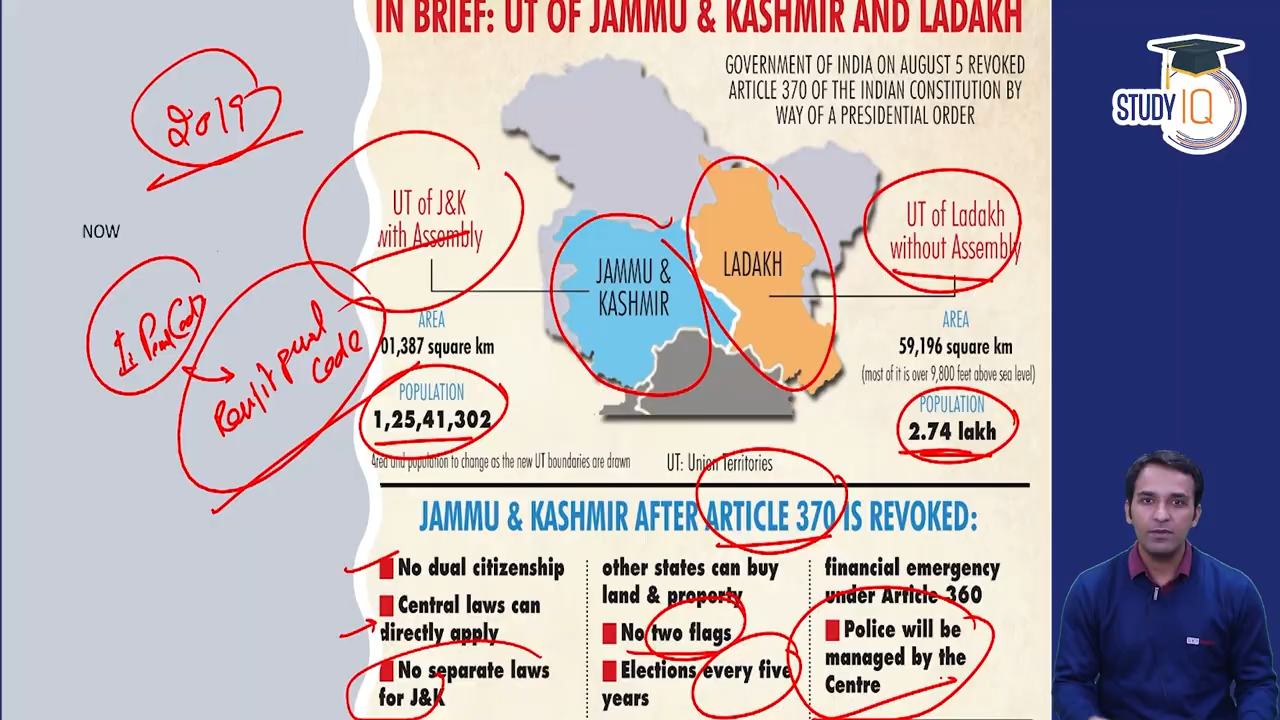 IN BRIEF: UT OF JAMMU & KASHMIR AND LADAKH
GOVERNMENT OF INDIA ON AUGUST 5 REVOKED
ARTICLE 370 OF THE INDIAN CONSTITUTION BY
WAY OF A PRESIDENTIAL ORDER
STUDY IQ
2019
NOW
Penal Code
penal
code
UT of J&K
with Assembly
JAMMU &
KASHMIR
LADAKH
UT of Ladakh
without Assembly
AREA
01,387 square km
POPULATION
1,25,41,302
AREA
59,196 square km
(most of it is over 9,800 feet above sea level)
POPULATION
2.74 lakh
Area and population to change as the new UT boundaries are drawn
UT: Union Territories
JAMMU & KASHMIR AFTER ARTICLE 370 IS REVOKED:
No dual citizenship
Central laws can
directly apply
No separate laws
for J&K
other states can buy
land & property
No two flags
Elections every five
years
financial emergency
under Article 360
Police will be
managed by the
Centre